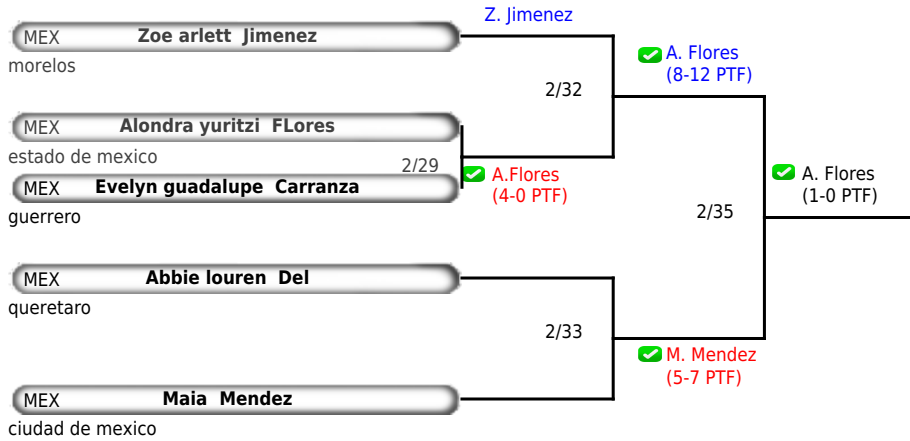 Z. Jimenez
MEX Zoe arlett Jimenez
morelos
A. Flores
(8-12 PTF)
2/32
MEX Alondra yuritzi FLores
estado de mexico
2/29
A.Flores
(4-0 PTF)
MEX Evelyn guadalupe Carranza
guerrero
A. Flores
(1-0 PTF)
2/35
MEX Abbie louren Del
queretaro
2/33
M. Mendez
(5-7 PTF)
MEX Maia Mendez
ciudad de mexico